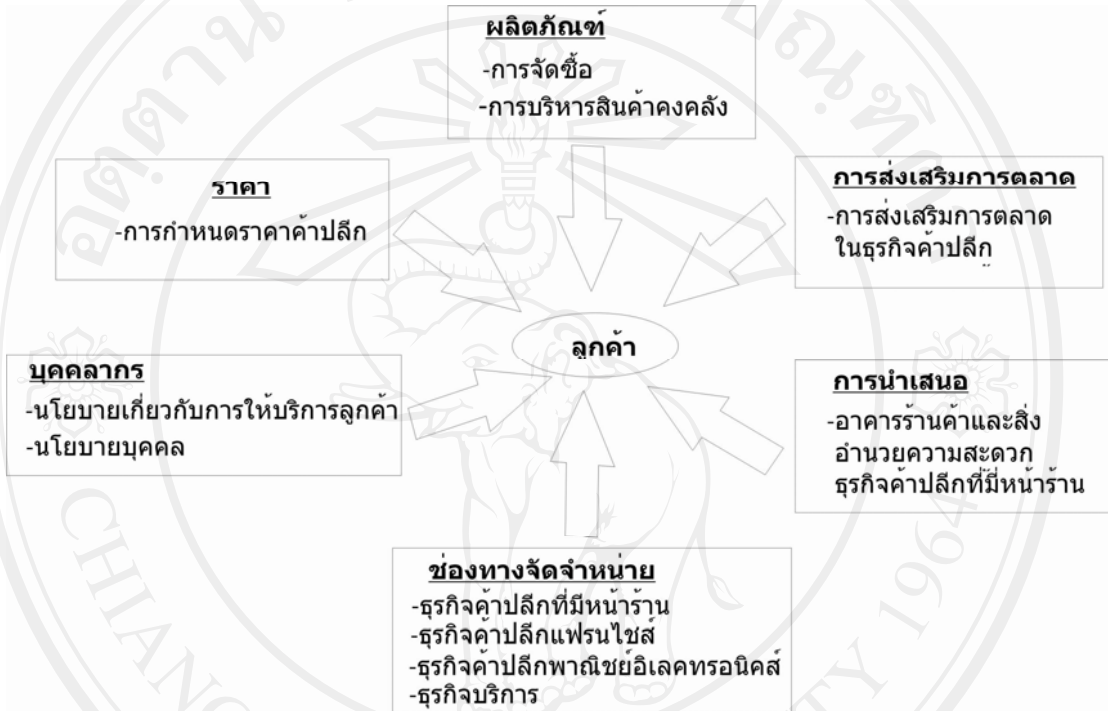 ผลิตภัณฑ์
-การจัดซื้อ
-การบริหารสินค้าคงคลัง
ราคา
-การกำหนดราคาค้าปลีก
การส่งเสริมการตลาด
-การส่งเสริมการตลาด
ในธุรกิจค้าปลีก
ลูกค้า
บุคคลากร
-นโยบายเกี่ยวกับการให้บริการลูกค้า
-นโยบายบุคคล
การนำเสนอ
-อาคารร้านค้าและสิ่ง
อำนวยความสะดวก
ธุรกิจค้าปลีกที่มีหน้าร้าน
ช่องทางจัดจำหน่าย
-ธุรกิจค้าปลีกที่มีหน้าร้าน
-ธุรกิจค้าปลีกแฟรนไชส์
-ธุรกิจค้าปลีกพาณิชย์อิเลคทรอนิคส์
-ธุรกิจบริการ
1964